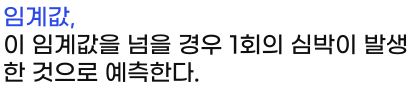 임계값,
이 임계값을 넘을 경우 1회의 심박이 발생
한 것으로 예측한다.